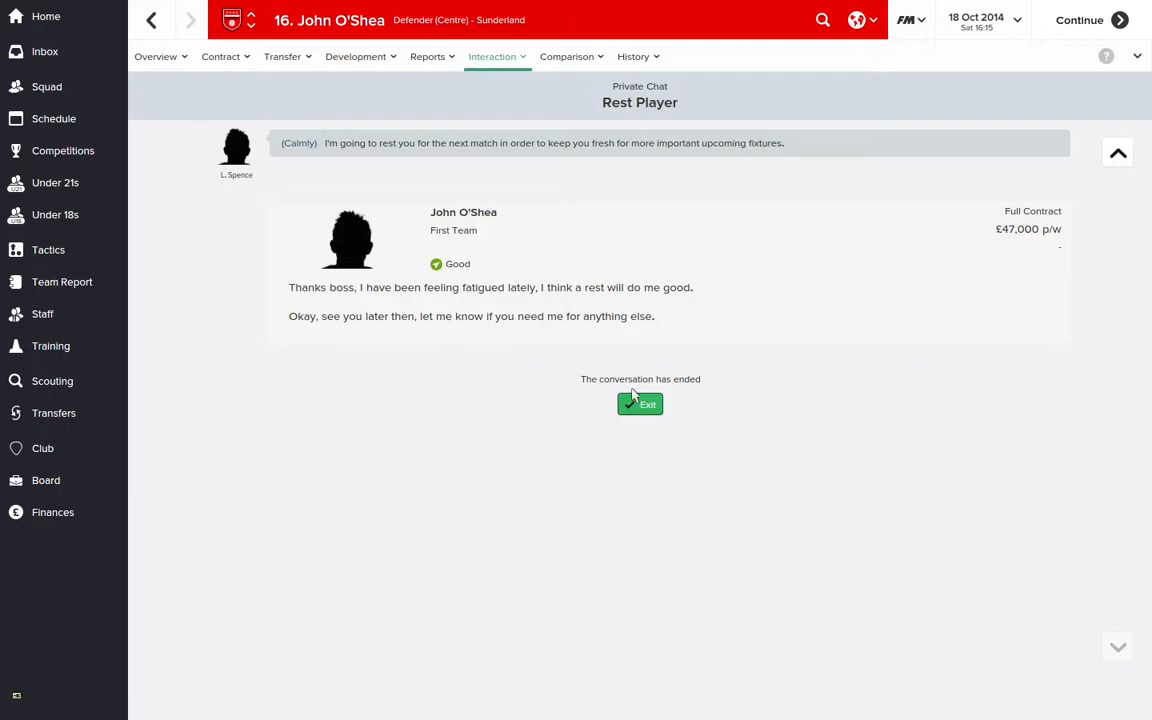 Home
16. John O'Shea
Defender (Centre) - Sunderland
FM
18 Oct 2014
Sat 16:15
Continue
Inbox
Overview
Contract
Transfer
Development
Reports
Interaction
Comparison
History
?
Squad
Private Chat
Rest Player
Schedule
Competitions
(Calmly) I'm going to rest you for the next match in order to keep you fresh for more important upcoming fixtures.
L. Spence
Under 21s
Under 18s
Tactics
Team Report
Staff
Training
Scouting
Transfers
Club
Board
Finances
John O'Shea
First Team
Good
Full Contract
£47,000 p/w
-
Thanks boss, I have been feeling fatigued lately, I think a rest will do me good.
Okay, see you later then, let me know if you need me for anything else.
The conversation has ended
Exit